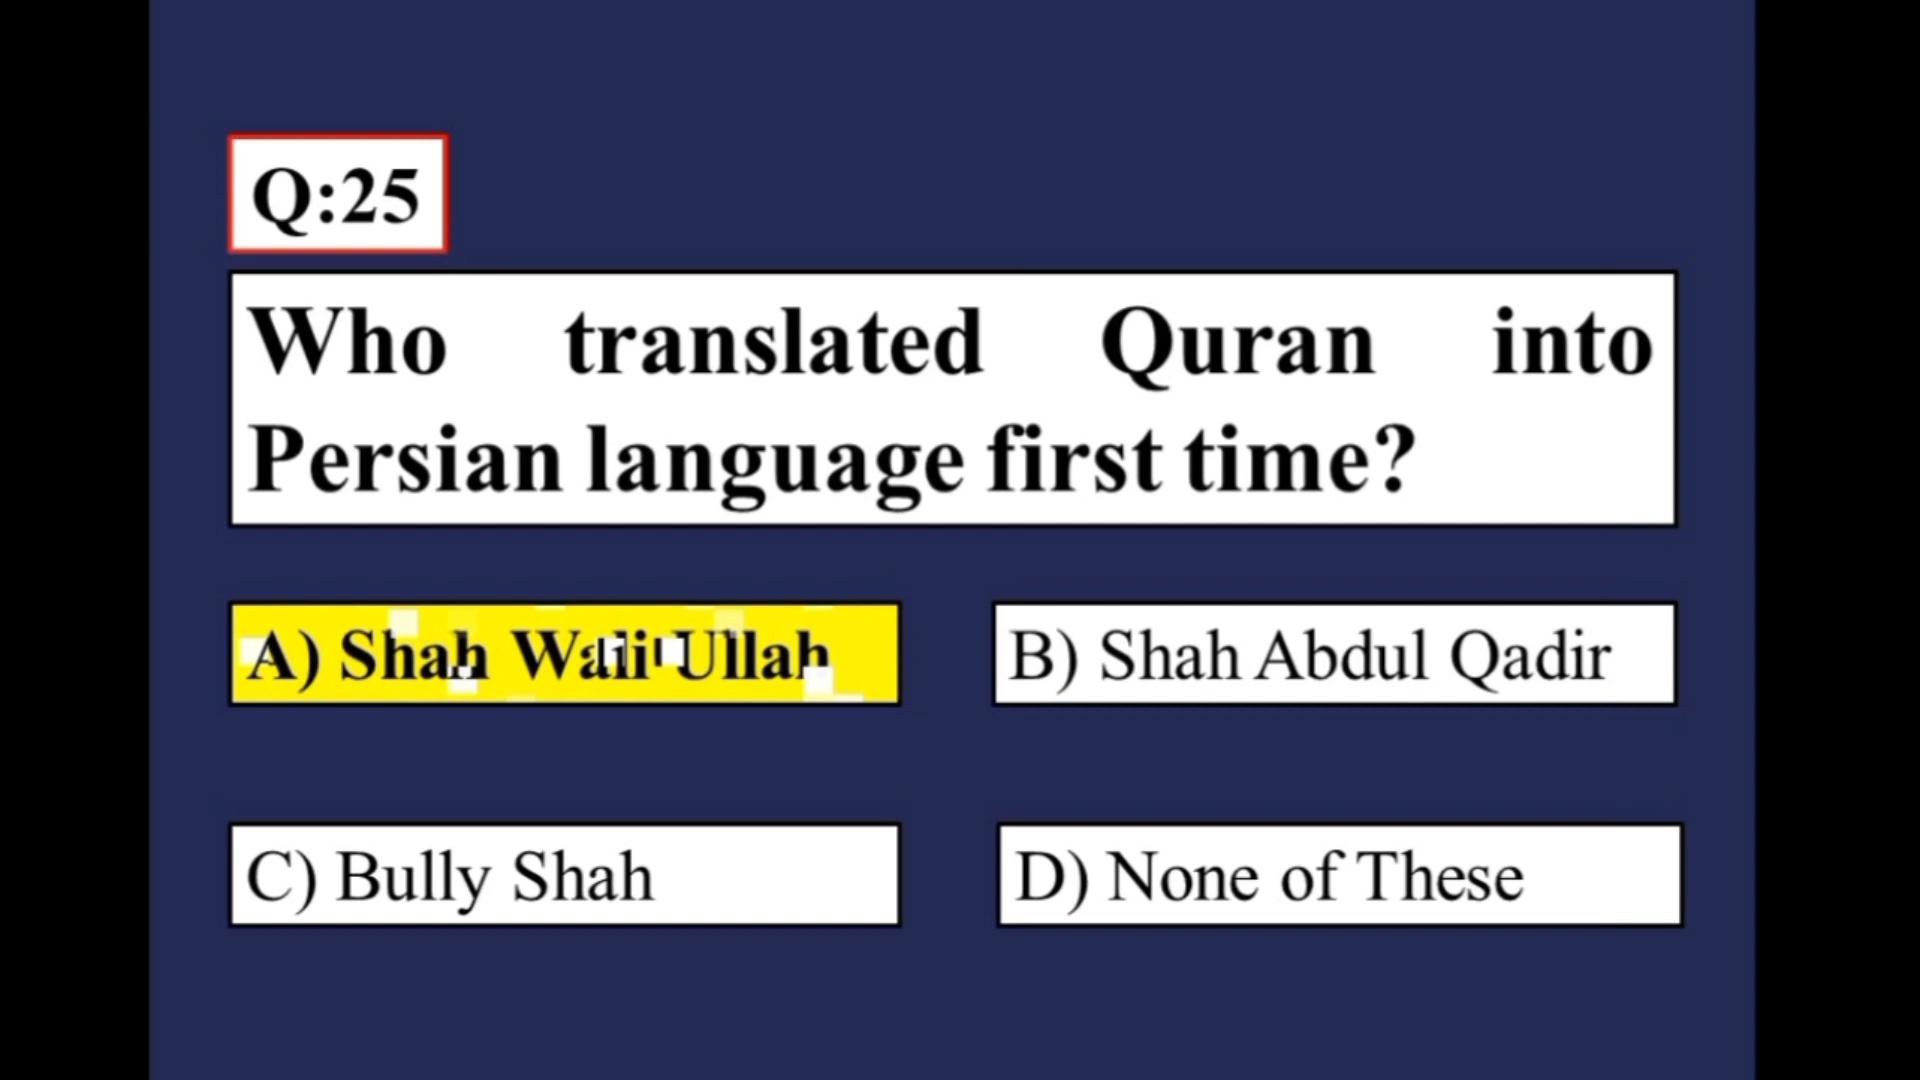 Q:25
Who translated Quran into
Persian language first time?
A) Shah Wali Ullah
B) Shah Abdul Qadir
C) Bully Shah
D) None of These